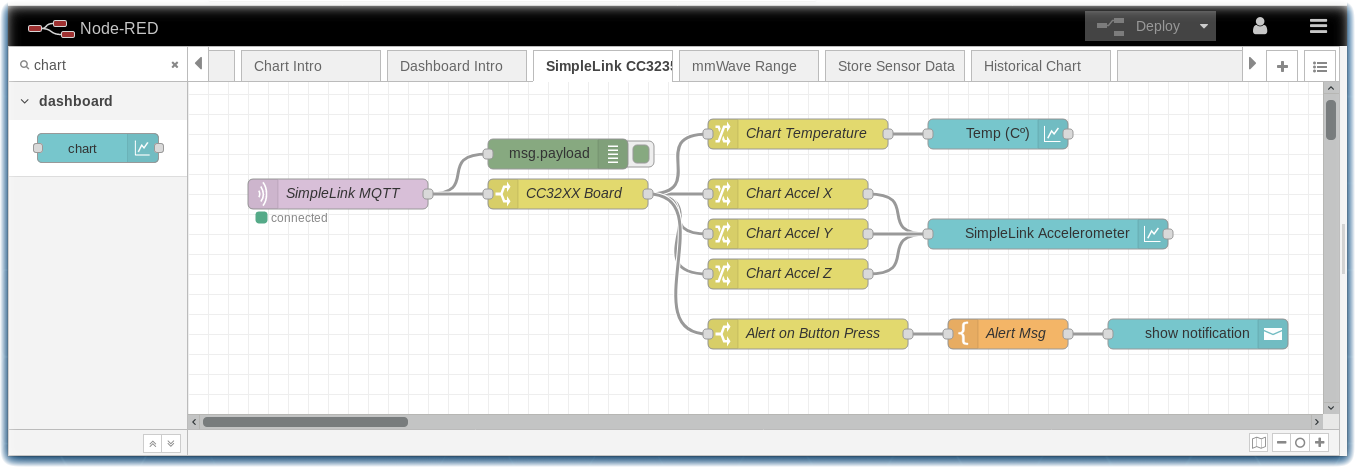 Node-RED
Deploy
chart
Chart Intro
Dashboard Intro
SimpleLink CC323
mmWave Range
Store Sensor Data
Historical Chart
dashboard
chart
Chart Temperature
Temp (Cº)
msg.payload
SimpleLink MQTT
CC32XX Board
Chart Accel X
connected
Chart Accel Y
SimpleLink Accelerometer
Chart Accel Z
Alert on Button Press
Alert Msg
show notification